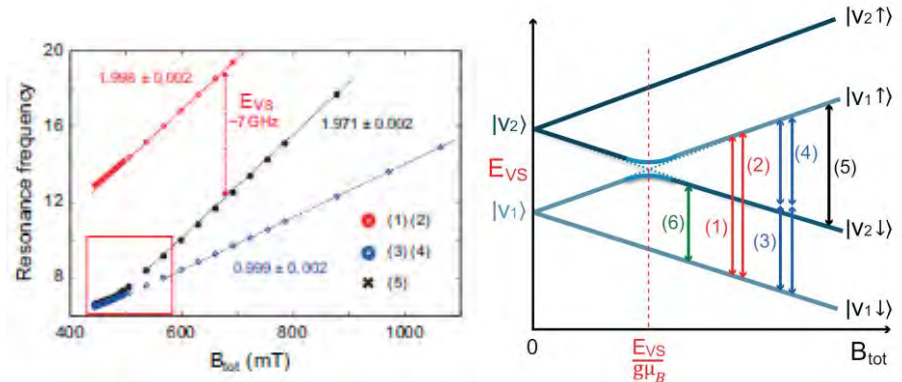 Resonance frequency
20
16
12
8
400
600
800
1000
B_tot (mT)
1.998 ± 0.002
E_VS
~7 GHz
1.971 ± 0.002
0.999 ± 0.002
(1) (2)
(3) (4)
(5)
|v₂⟩
E_VS
|v₁⟩
|v₂↑⟩
|v₁↑⟩
|v₂↓⟩
|v₁↓⟩
(2)
(4)
(5)
(6)
(1)
(3)
0
E_VS
gμ_B
B_tot